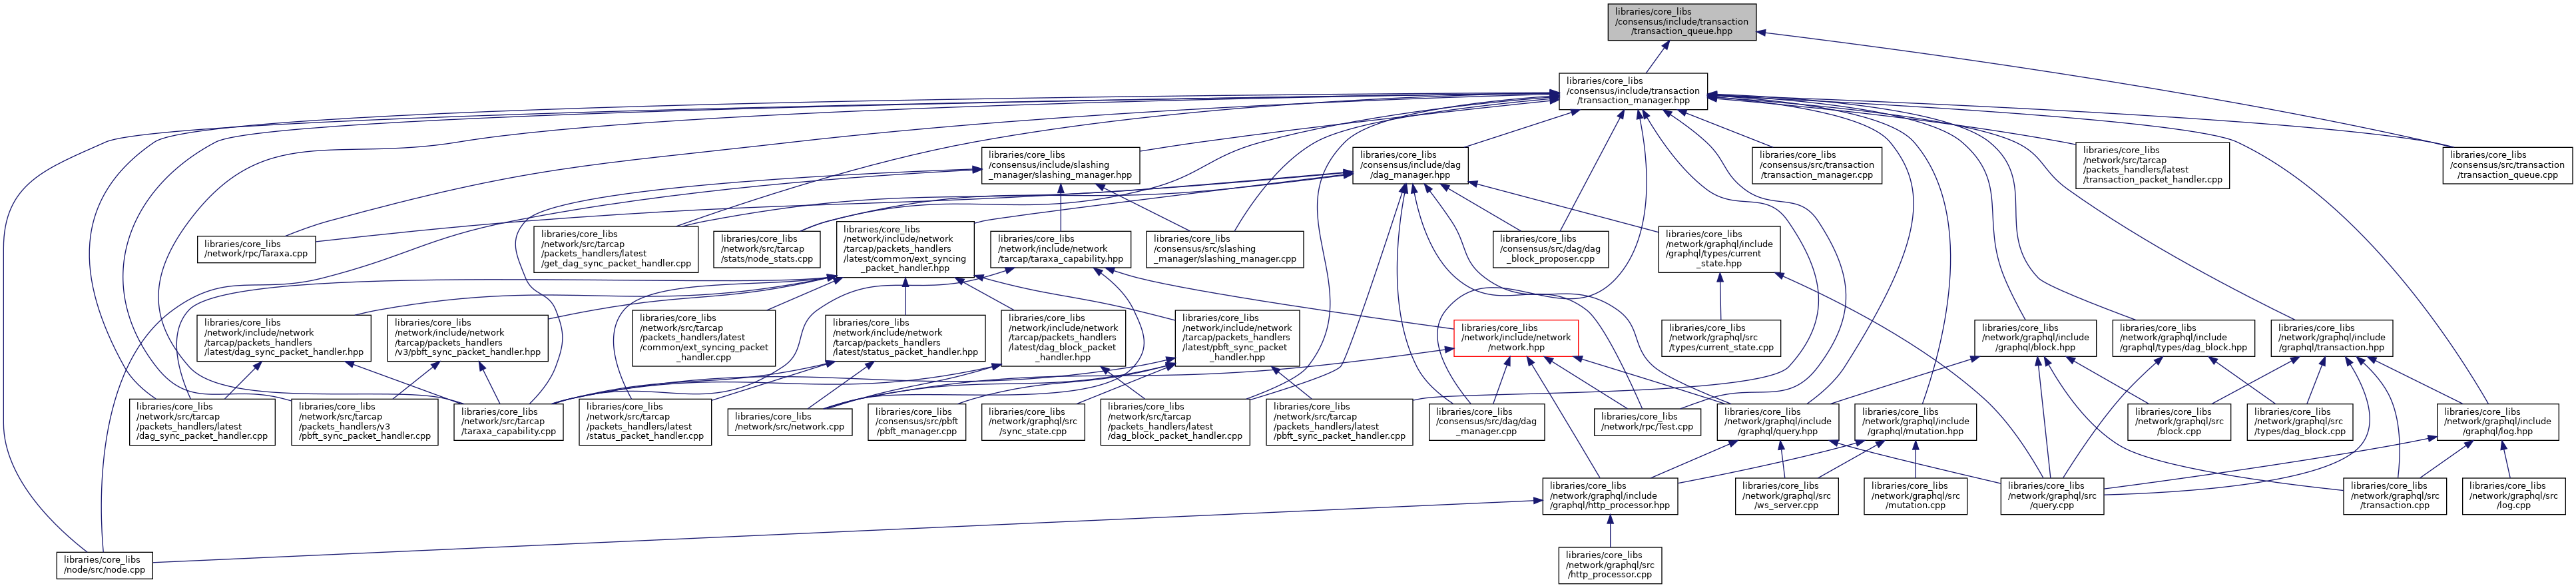 libraries/core_libs
/consensus/include/transaction
/transaction_queue.hpp
libraries/core_libs
/consensus/include/transaction
/transaction_manager.hpp
libraries/core_libs
/consensus/include/slashing
_manager/slashing_manager.hpp
libraries/core_libs
/consensus/include/dag
/dag_manager.hpp
libraries/core_libs
/consensus/src/transaction
/transaction_manager.cpp
libraries/core_libs
/network/src/tarcap
/packets_handlers/latest
/transaction_packet_handler.cpp
libraries/core_libs
/consensus/src/transaction
/transaction_queue.cpp
libraries/core_libs
/network/rpc/Taraxa.cpp
libraries/core_libs
/network/src/tarcap
/packets_handlers/latest
/get_dag_sync_packet_handler.cpp
libraries/core_libs
/network/src/tarcap
/stats/node_stats.cpp
libraries/core_libs
/network/include/network
/tarcap/packets_handlers
/latest/common/ext_syncing
_packet_handler.hpp
libraries/core_libs
/network/include/network
/tarcap/taraxa_capability.hpp
libraries/core_libs
/consensus/src/slashing
_manager/slashing_manager.cpp
libraries/core_libs
/consensus/src/dag/dag
_block_proposer.cpp
libraries/core_libs
/network/graphql/include
/graphql/types/current
_state.hpp
libraries/core_libs
/network/include/network
/tarcap/packets_handlers
/latest/dag_sync_packet_handler.hpp
libraries/core_libs
/network/include/network
/tarcap/packets_handlers
/v3/pbft_sync_packet_handler.hpp
libraries/core_libs
/network/src/tarcap
/packets_handlers/latest
/common/ext_syncing_packet
_handler.cpp
libraries/core_libs
/network/include/network
/tarcap/packets_handlers
/latest/status_packet_handler.hpp
libraries/core_libs
/network/include/network
/tarcap/packets_handlers
/latest/dag_block_packet
_handler.hpp
libraries/core_libs
/network/include/network
/tarcap/packets_handlers
/latest/pbft_sync_packet
_handler.hpp
libraries/core_libs
/network/include/network
/network.hpp
libraries/core_libs
/network/graphql/src
/types/current_state.cpp
libraries/core_libs
/network/graphql/include
/graphql/block.hpp
libraries/core_libs
/network/graphql/include
/graphql/types/dag_block.hpp
libraries/core_libs
/network/graphql/include
/graphql/transaction.hpp
libraries/core_libs
/network/src/tarcap
/packets_handlers/latest
/dag_sync_packet_handler.cpp
libraries/core_libs
/network/src/tarcap
/packets_handlers/v3
/pbft_sync_packet_handler.cpp
libraries/core_libs
/network/src/tarcap
/taraxa_capability.cpp
libraries/core_libs
/network/src/tarcap
/packets_handlers/latest
/status_packet_handler.cpp
libraries/core_libs
/network/src/network.cpp
libraries/core_libs
/consensus/src/pbft
/pbft_manager.cpp
libraries/core_libs
/network/graphql/src
/sync_state.cpp
libraries/core_libs
/network/src/tarcap
/packets_handlers/latest
/dag_block_packet_handler.cpp
libraries/core_libs
/network/src/tarcap
/packets_handlers/latest
/pbft_sync_packet_handler.cpp
libraries/core_libs
/consensus/src/dag/dag
_manager.cpp
libraries/core_libs
/network/rpc/Test.cpp
libraries/core_libs
/network/graphql/include
/graphql/query.hpp
libraries/core_libs
/network/graphql/include
/graphql/mutation.hpp
libraries/core_libs
/network/graphql/src
/block.cpp
libraries/core_libs
/network/graphql/src
/types/dag_block.cpp
libraries/core_libs
/network/graphql/include
/graphql/log.hpp
libraries/core_libs
/network/graphql/include
/graphql/http_processor.hpp
libraries/core_libs
/network/graphql/src
/ws_server.cpp
libraries/core_libs
/network/graphql/src
/mutation.cpp
libraries/core_libs
/network/graphql/src
/query.cpp
libraries/core_libs
/network/graphql/src
/transaction.cpp
libraries/core_libs
/network/graphql/src
/log.cpp
libraries/core_libs
/node/src/node.cpp
libraries/core_libs
/network/graphql/src
/http_processor.cpp